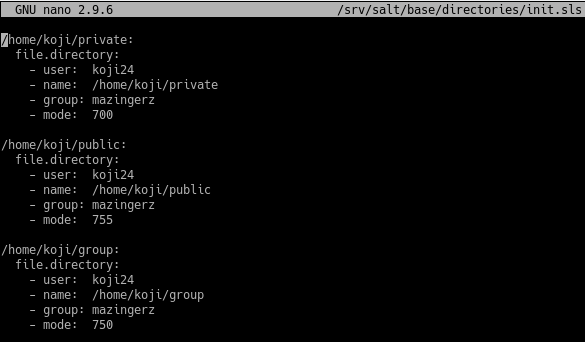 GNU nano 2.9.6 /srv/salt/base/directories/init.sls
/home/koji/private:
file.directory:
- user: koji24
- name: /home/koji/private
- group: mazingerz
- mode: 700
/home/koji/public:
file.directory:
- user: koji24
- name: /home/koji/public
- group: mazingerz
- mode: 755
/home/koji/group:
file.directory:
- user: koji24
- name: /home/koji/group
- group: mazingerz
- mode: 750